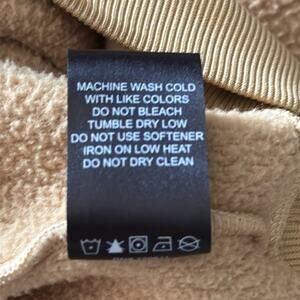 MACHINE WASH COLD
WITH LIKE COLORS
DO NOT BLEACH
TUMBLE DRY LOW
DO NOT USE SOFTENER
IRON ON LOW HEAT
DO NOT DRY CLEAN